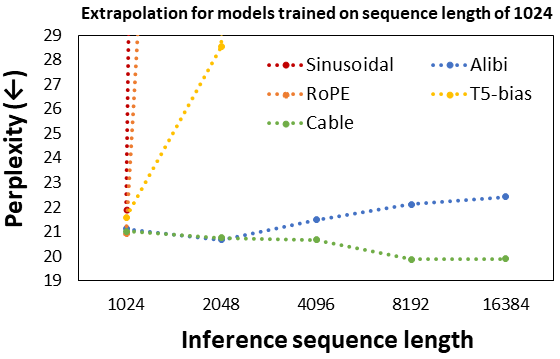 Extrapolation for models trained on sequence length of 1024
Perplexity (←)
29
28
27
26
25
24
23
22
21
20
19
Sinusoidal
Alibi
RoPE
T5-bias
Cable
1024 2048 4096 8192 16384
Inference sequence length